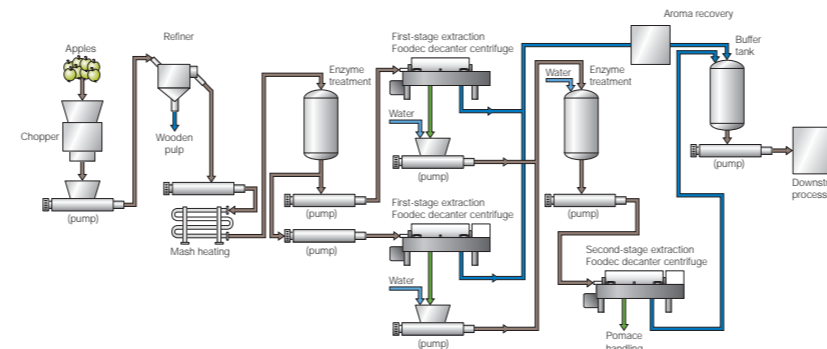 Apples
Chopper
(pump)
Refiner
Wooden
pulp
Mash heating
Enzyme
treatment
(pump)
(pump)
First-stage extraction
Foodec decanter centrifuge
Water
(pump)
First-stage extraction
Foodec decanter centrifuge
Water
(pump)
Water
Enzyme
treatment
(pump)
Second-stage extraction
Foodec decanter centrifuge
Pomace
handling
Aroma recovery
Buffer
tank
(pump)